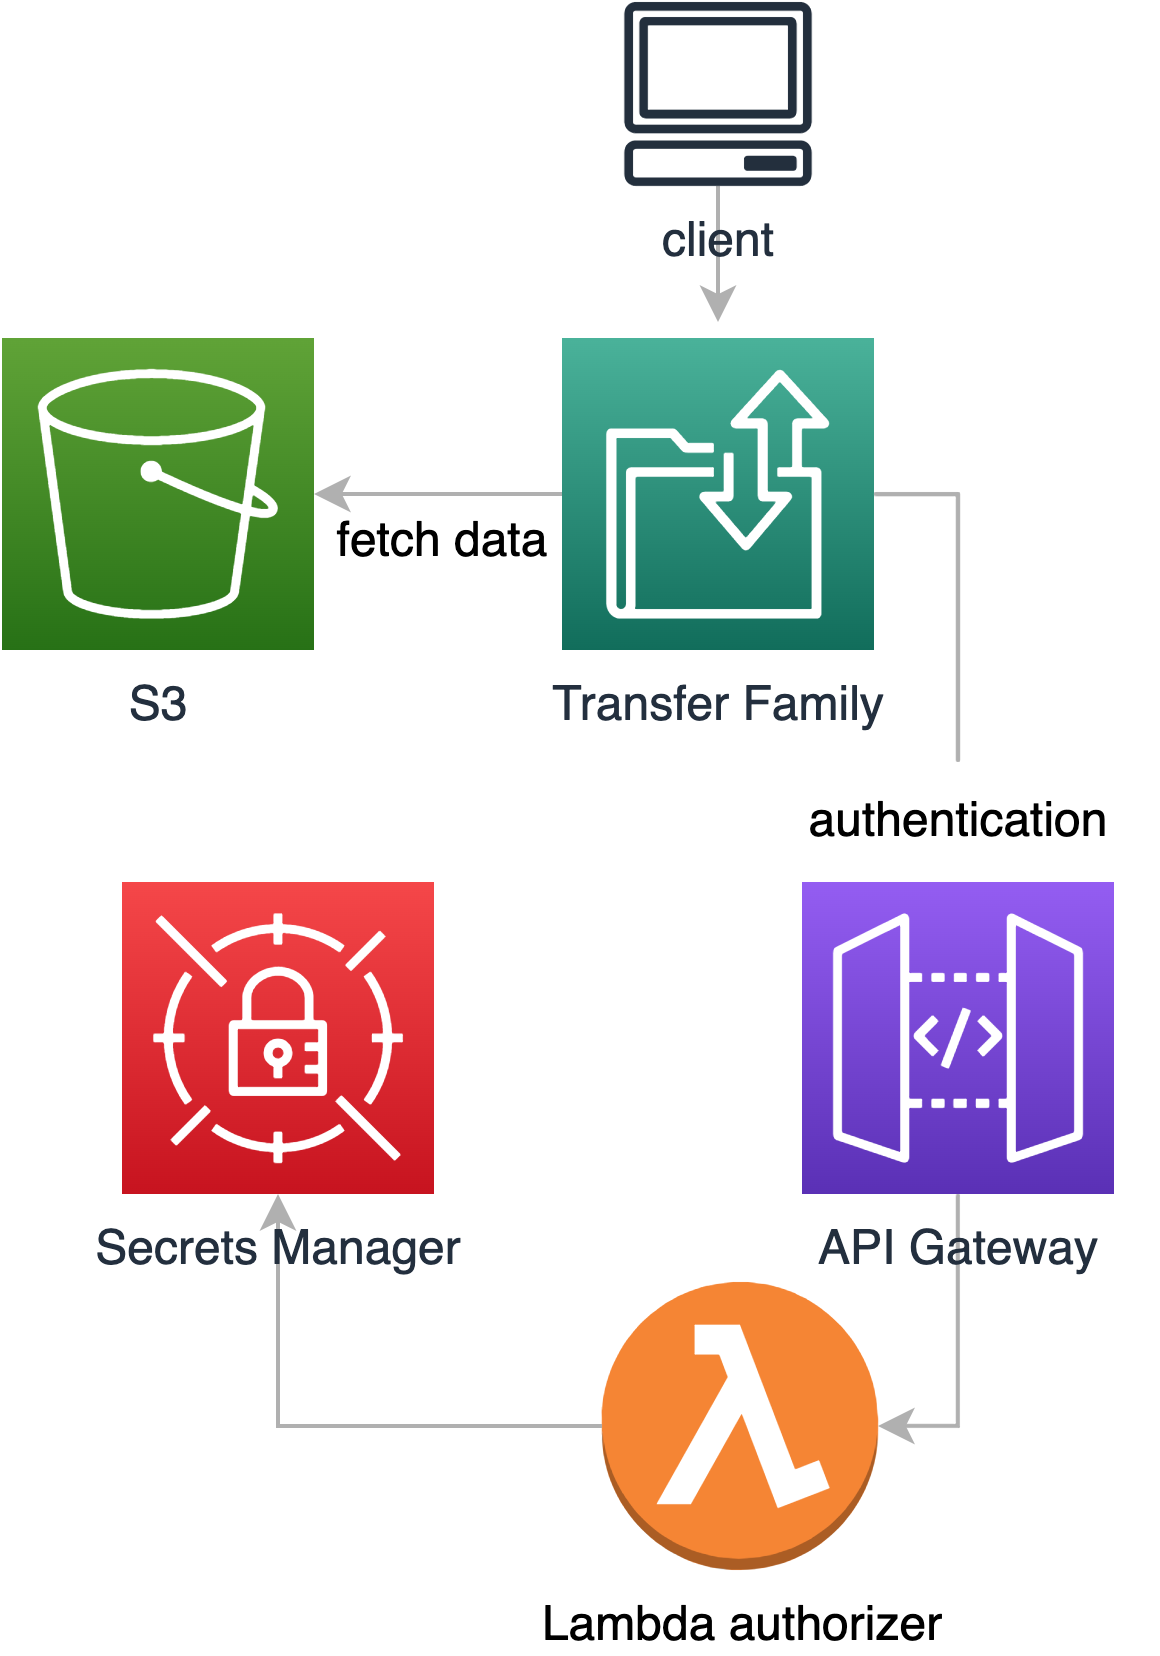 client
fetch data
S3
Transfer Family
authentication
</>
Secrets Manager
API Gateway
λ
Lambda authorizer